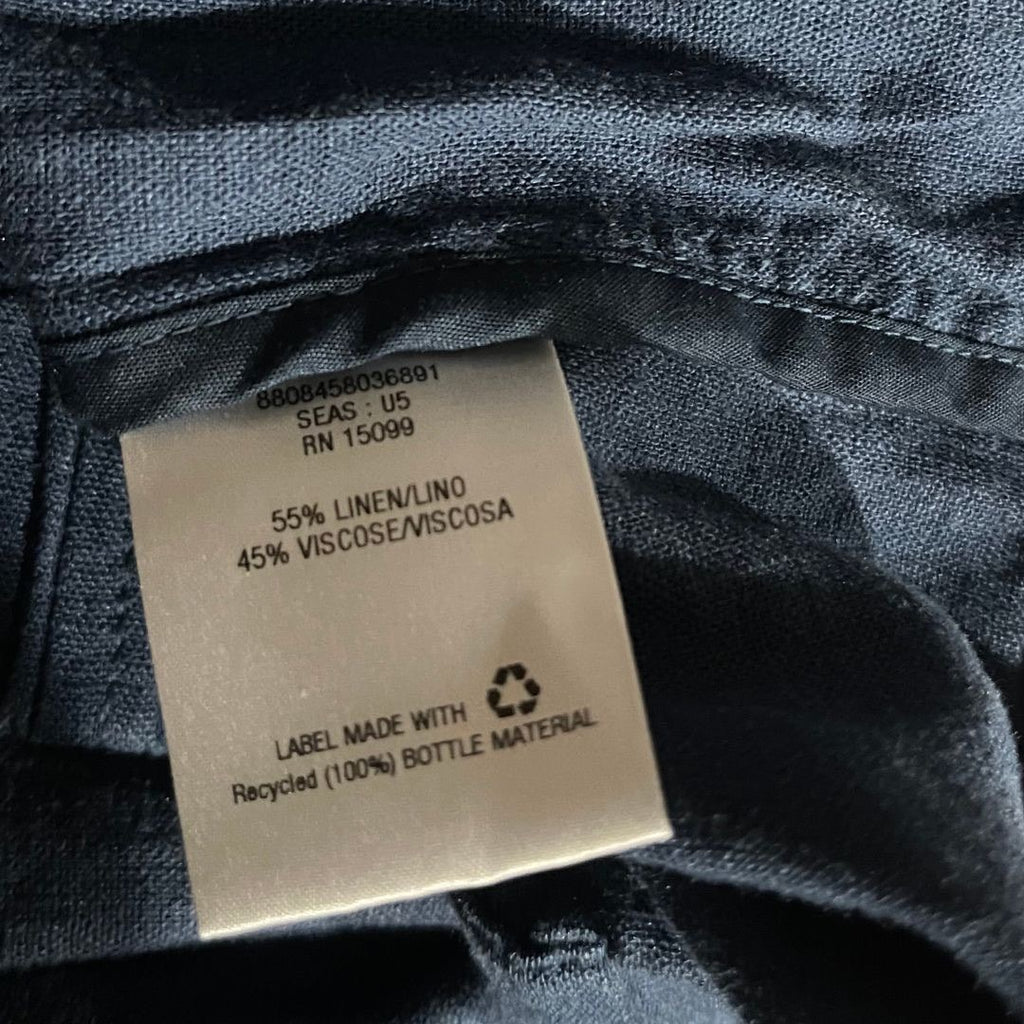 8808458036891
SEAS : U5
RN 15099
55% LINEN/LINO
45% VISCOSE/VISCOSA
LABEL MADE WITH
Recycled (100%) BOTTLE MATERIAL